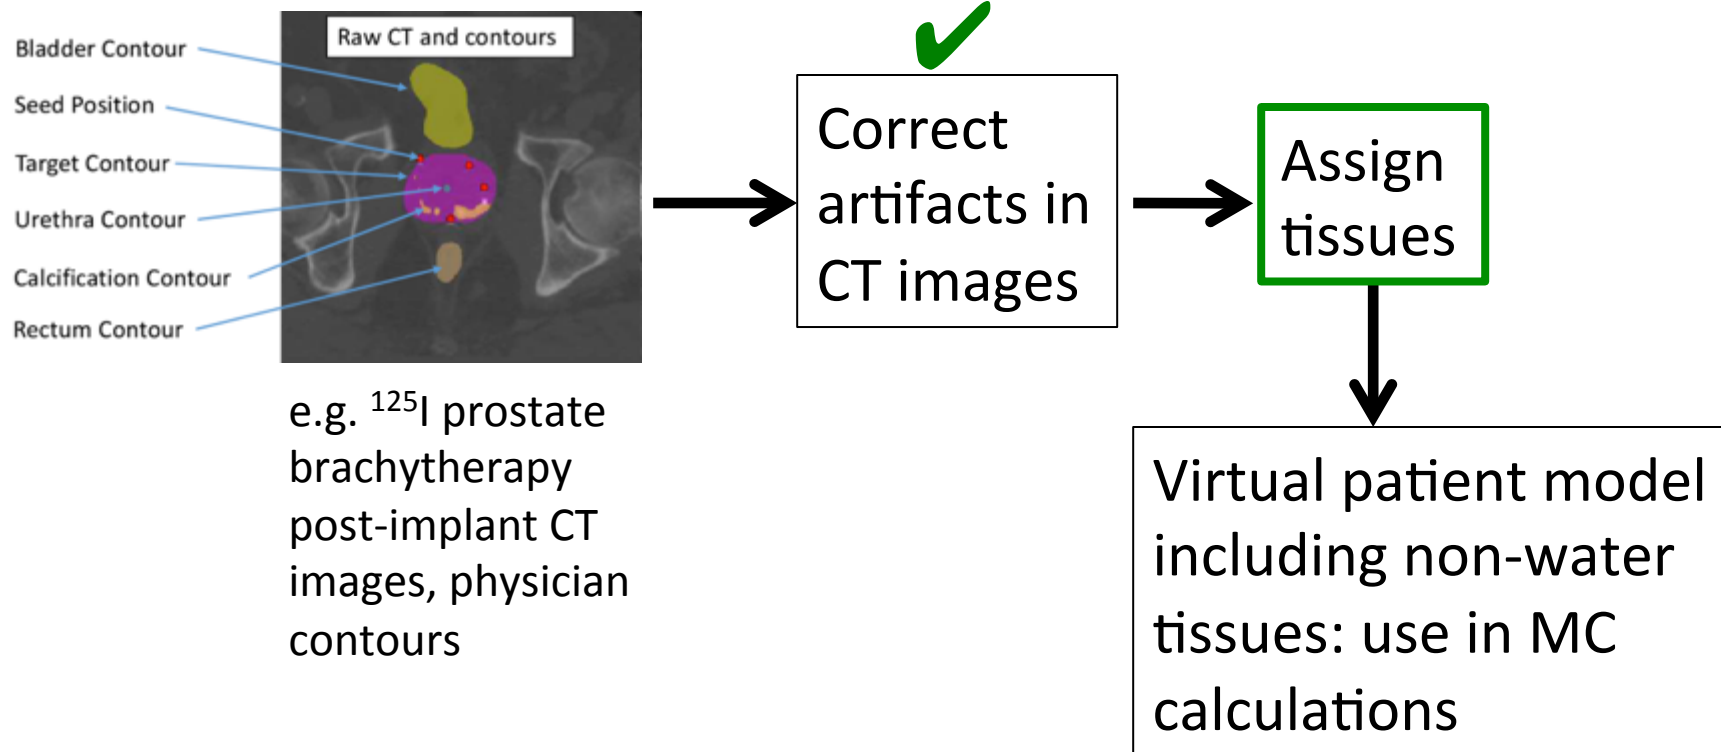 Raw CT and contours
Bladder Contour
Seed Position
Target Contour
Urethra Contour
Calcification Contour
Rectum Contour
e.g. ¹²⁵I prostate
brachytherapy
post-implant CT
images, physician
contours
Correct
artifacts in
CT images
Assign
tissues
Virtual patient model
including non-water
tissues: use in MC
calculations